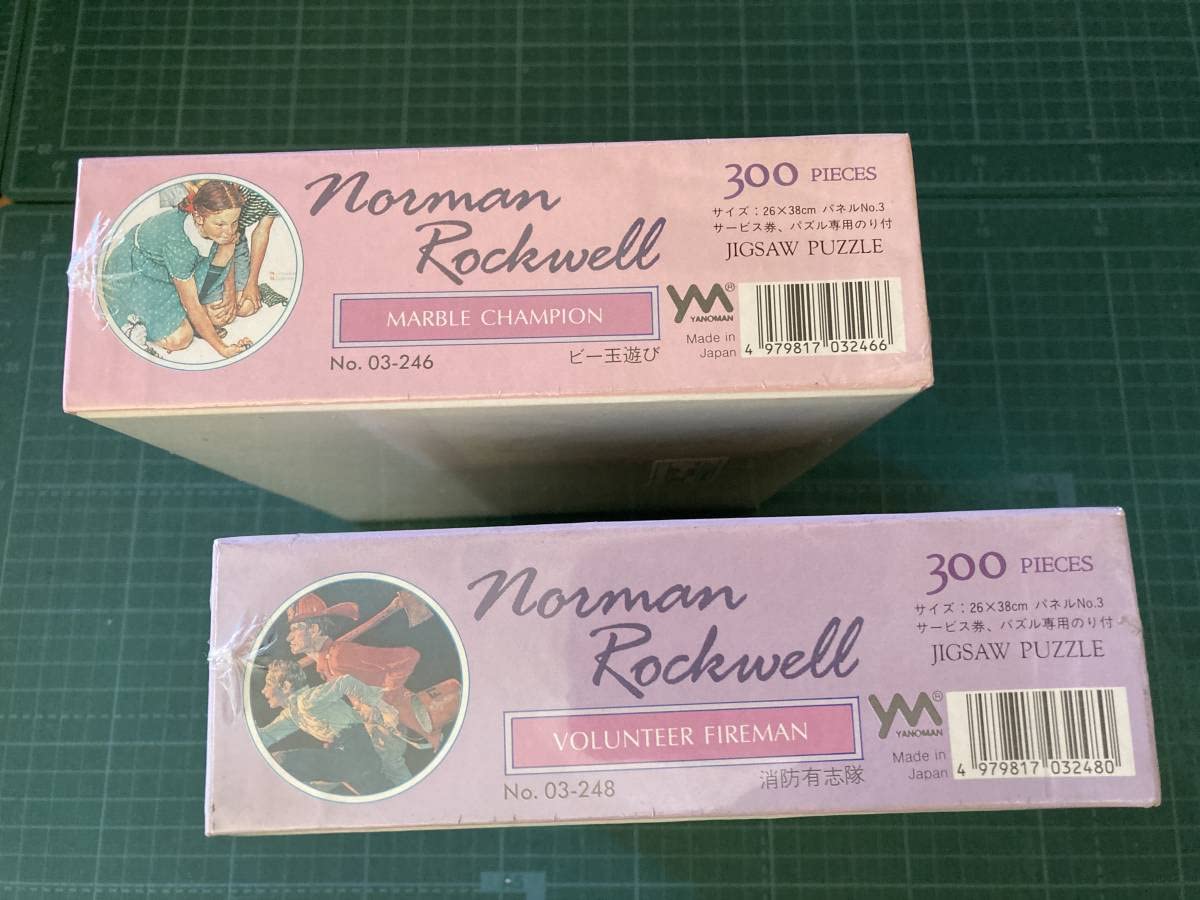 Norman
Rockwell
MARBLE CHAMPION
No. 03-246
ビー玉遊び
300 PIECES
サイズ：26×38cm パネルNo.3
サービス券、パズル専用のり付
JIGSAW PUZZLE
YM®
YANOMAN
Made in
Japan
4 979817 032466
Norman
Rockwell
VOLUNTEER FIREMAN
No. 03-248
消防有志隊
300 PIECES
サイズ：26×38cm パネルNo.3
サービス券、パズル専用のり付
JIGSAW PUZZLE
YM®
YANOMAN
Made in
Japan
4 979817 032480